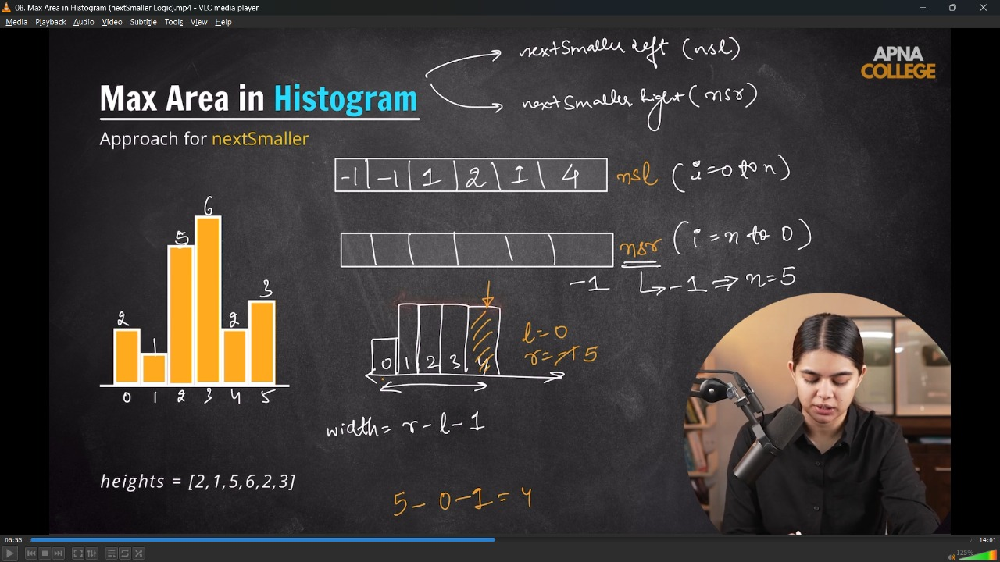 08. Max Area in Histogram (nextSmaller Logic).mp4 - VLC media player
Media Playback Audio Video Subtitle Tools View Help
APNA
COLLEGE
Max Area in Histogram
nextSmaller Left (nsl)
nextSmaller Right (nsr)
Approach for nextSmaller
-1 -1 1 2 1 4 nsl (i=0 to n)
nsr (i=n to 0)
-1 ↳ -1 ⇒ n=5
2 1 5 6 2 3
0 1 2 3 4 5
0 1 2 3 4
l=0
r=-1 5
width= r-l-1
heights = [2,1,5,6,2,3]
5-0-1=4
06:55 14:01
125%